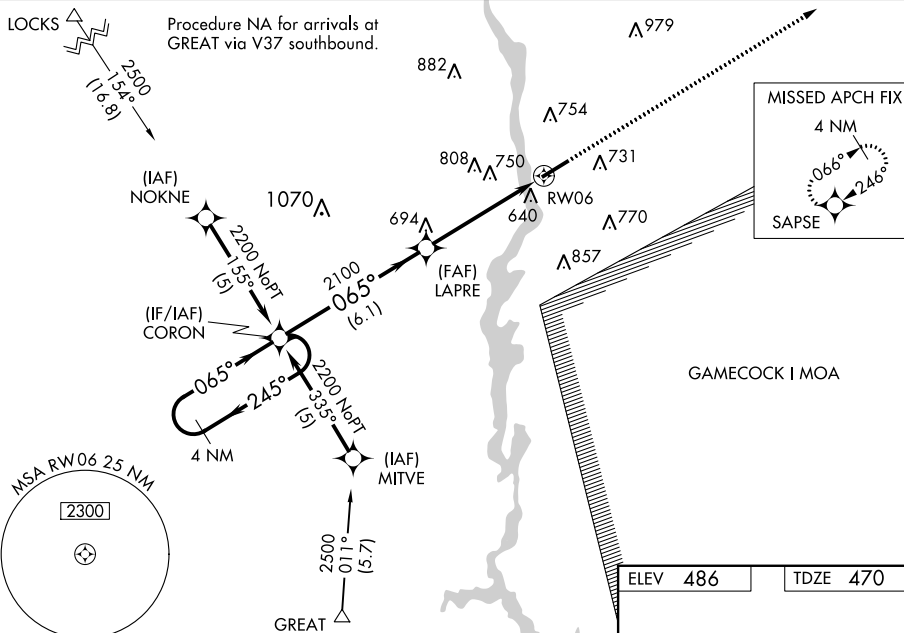 LOCKS
Procedure NA for arrivals at
GREAT via V37 southbound.
2500
154°
(16.8)
979
882
754
MISSED APCH FIX
4 NM
066°
246°
SAPSE
808
750
731
RW06
640
(IAF)
NOKNE
1070
694
770
857
2200 NoPT
155°
(5)
2100
065°
(6.1)
(FAF)
LAPRE
(IF/IAF)
CORON
065°
245°
4 NM
2200 NoPT
335°
(5)
(IAF)
MITVE
GAMECOCK I MOA
MSA RW06 25 NM
2300
2500
011°
(5.7)
GREAT
ELEV 486
TDZE 470